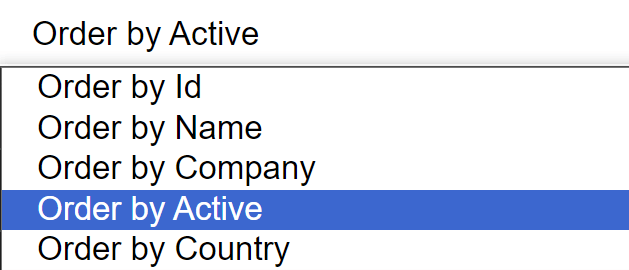 Order by Active
Order by Id
Order by Name
Order by Company
Order by Active
Order by Country